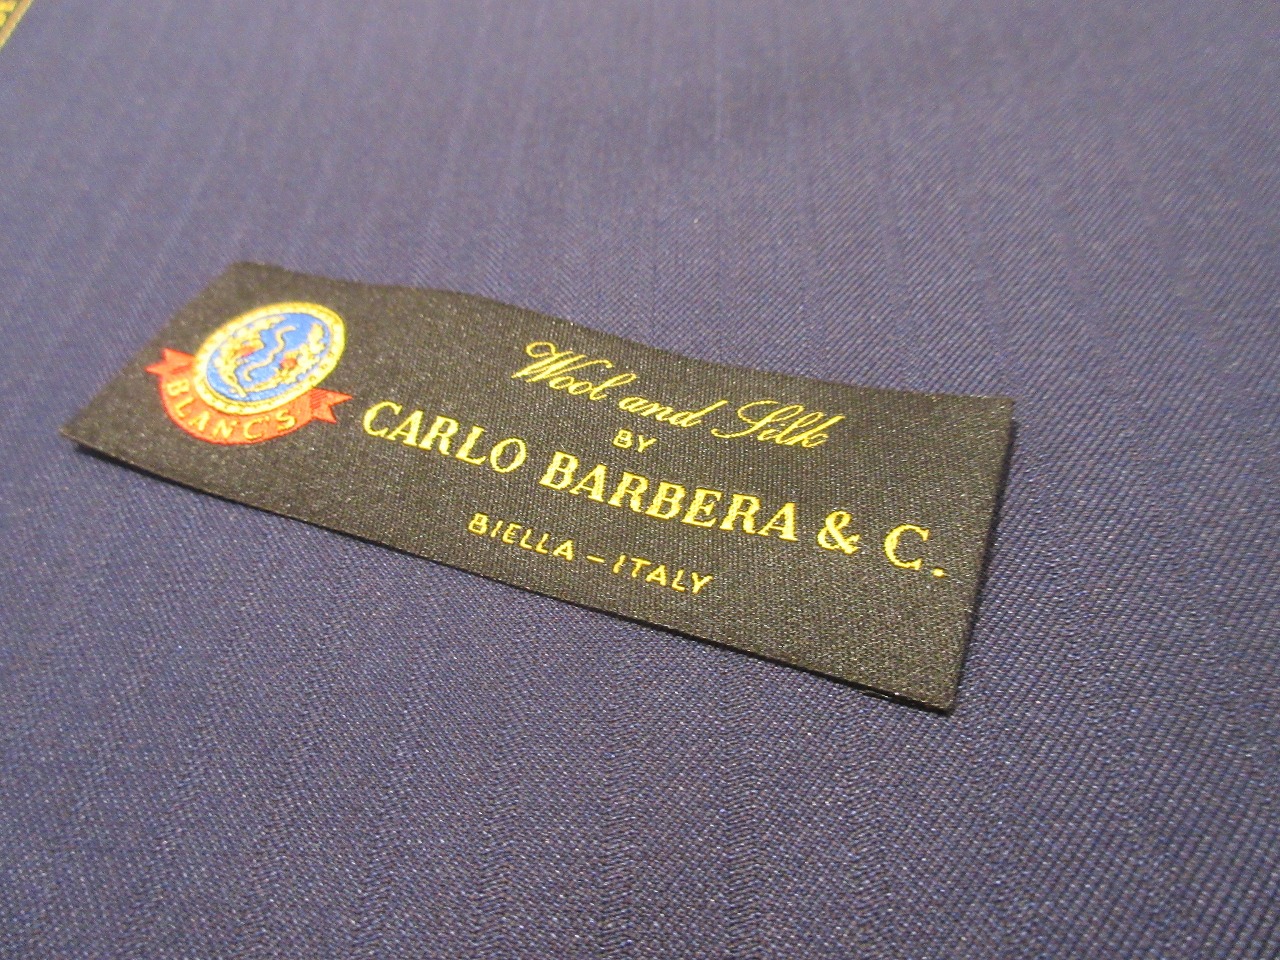 BLANC'S
Wool and Silk
BY
CARLO BARBERA & C.
BIELLA - ITALY